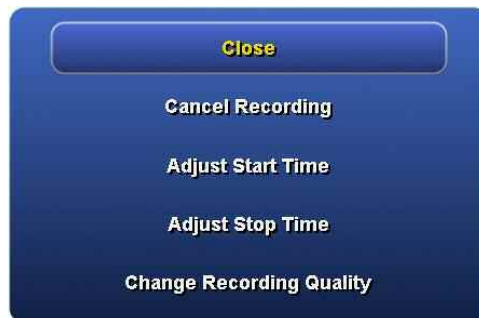 Close
Cancel Recording
Adjust Start Time
Adjust Stop Time
Change Recording Quality